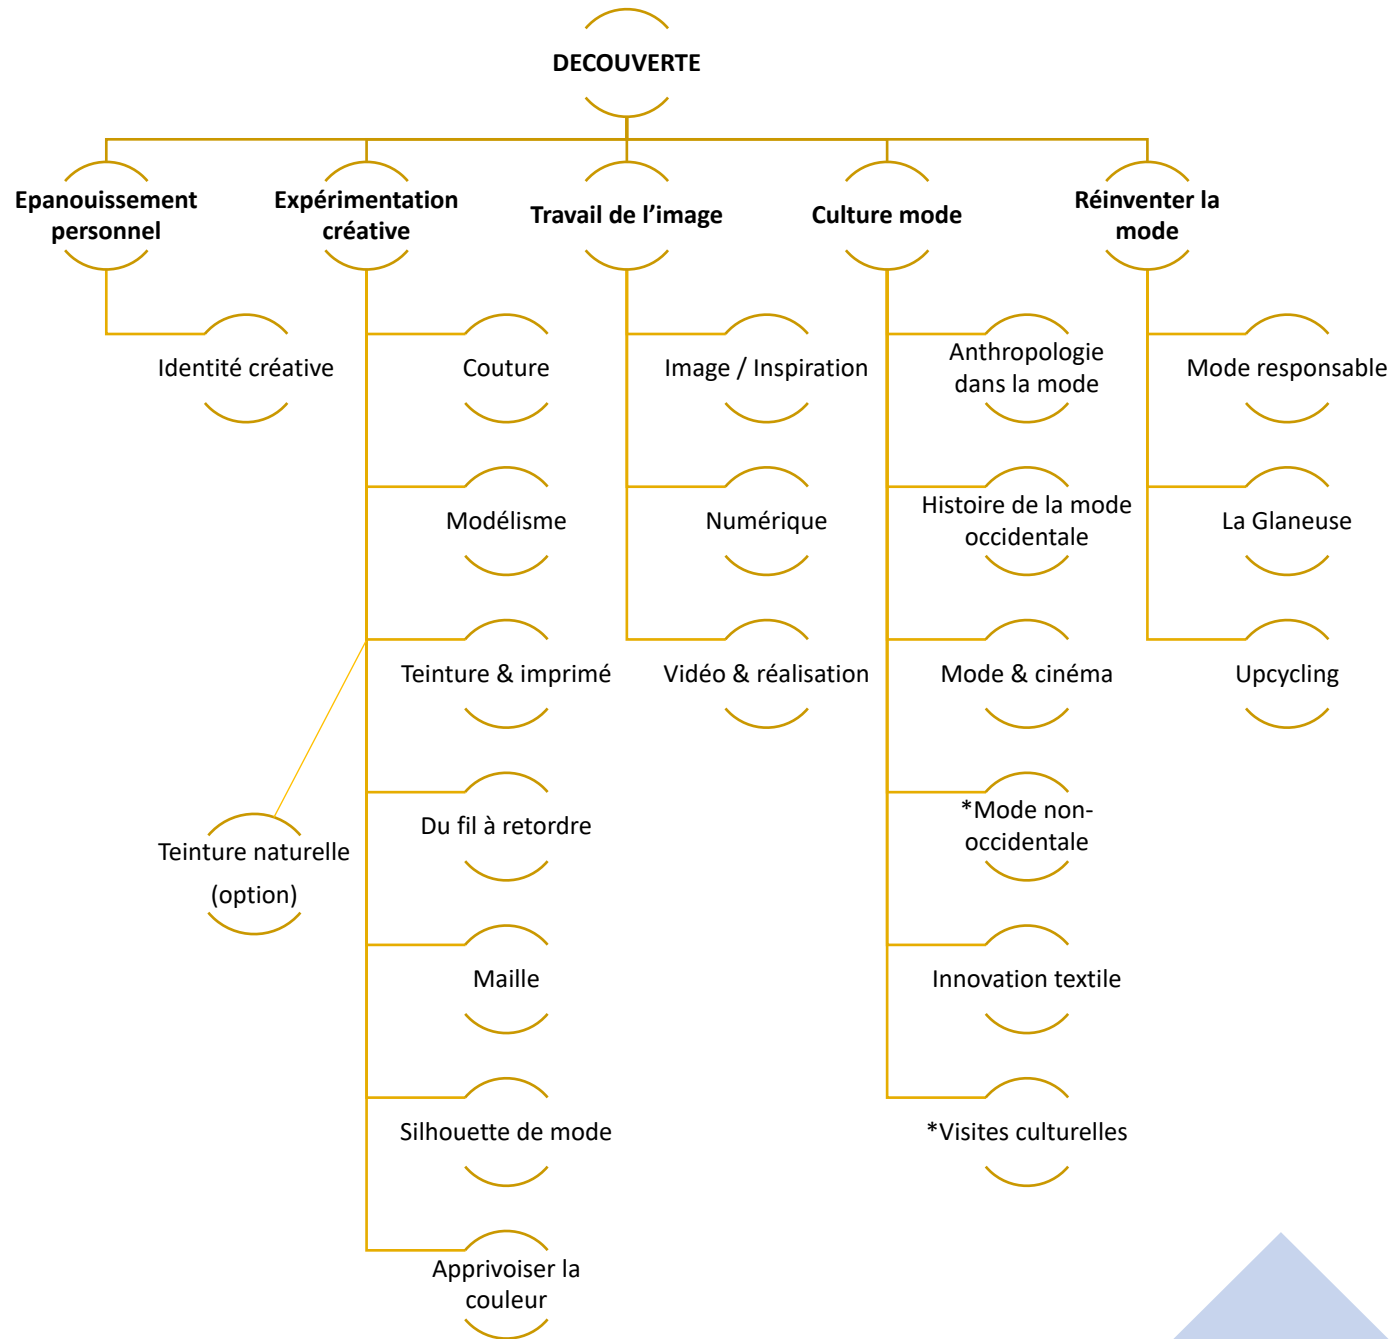 DECOUVERTE
Epanouissement
personnel
Expérimentation
créative
Travail de l’image
Culture mode
Réinventer la
mode
Identité créative
Couture
Modélisme
Teinture & imprimé
Teinture naturelle
(option)
Du fil à retordre
Maille
Silhouette de mode
Apprivoiser la
couleur
Image / Inspiration
Numérique
Vidéo & réalisation
Anthropologie
dans la mode
Histoire de la mode
occidentale
Mode & cinéma
*Mode non-
occidentale
Innovation textile
*Visites culturelles
Mode responsable
La Glaneuse
Upcycling